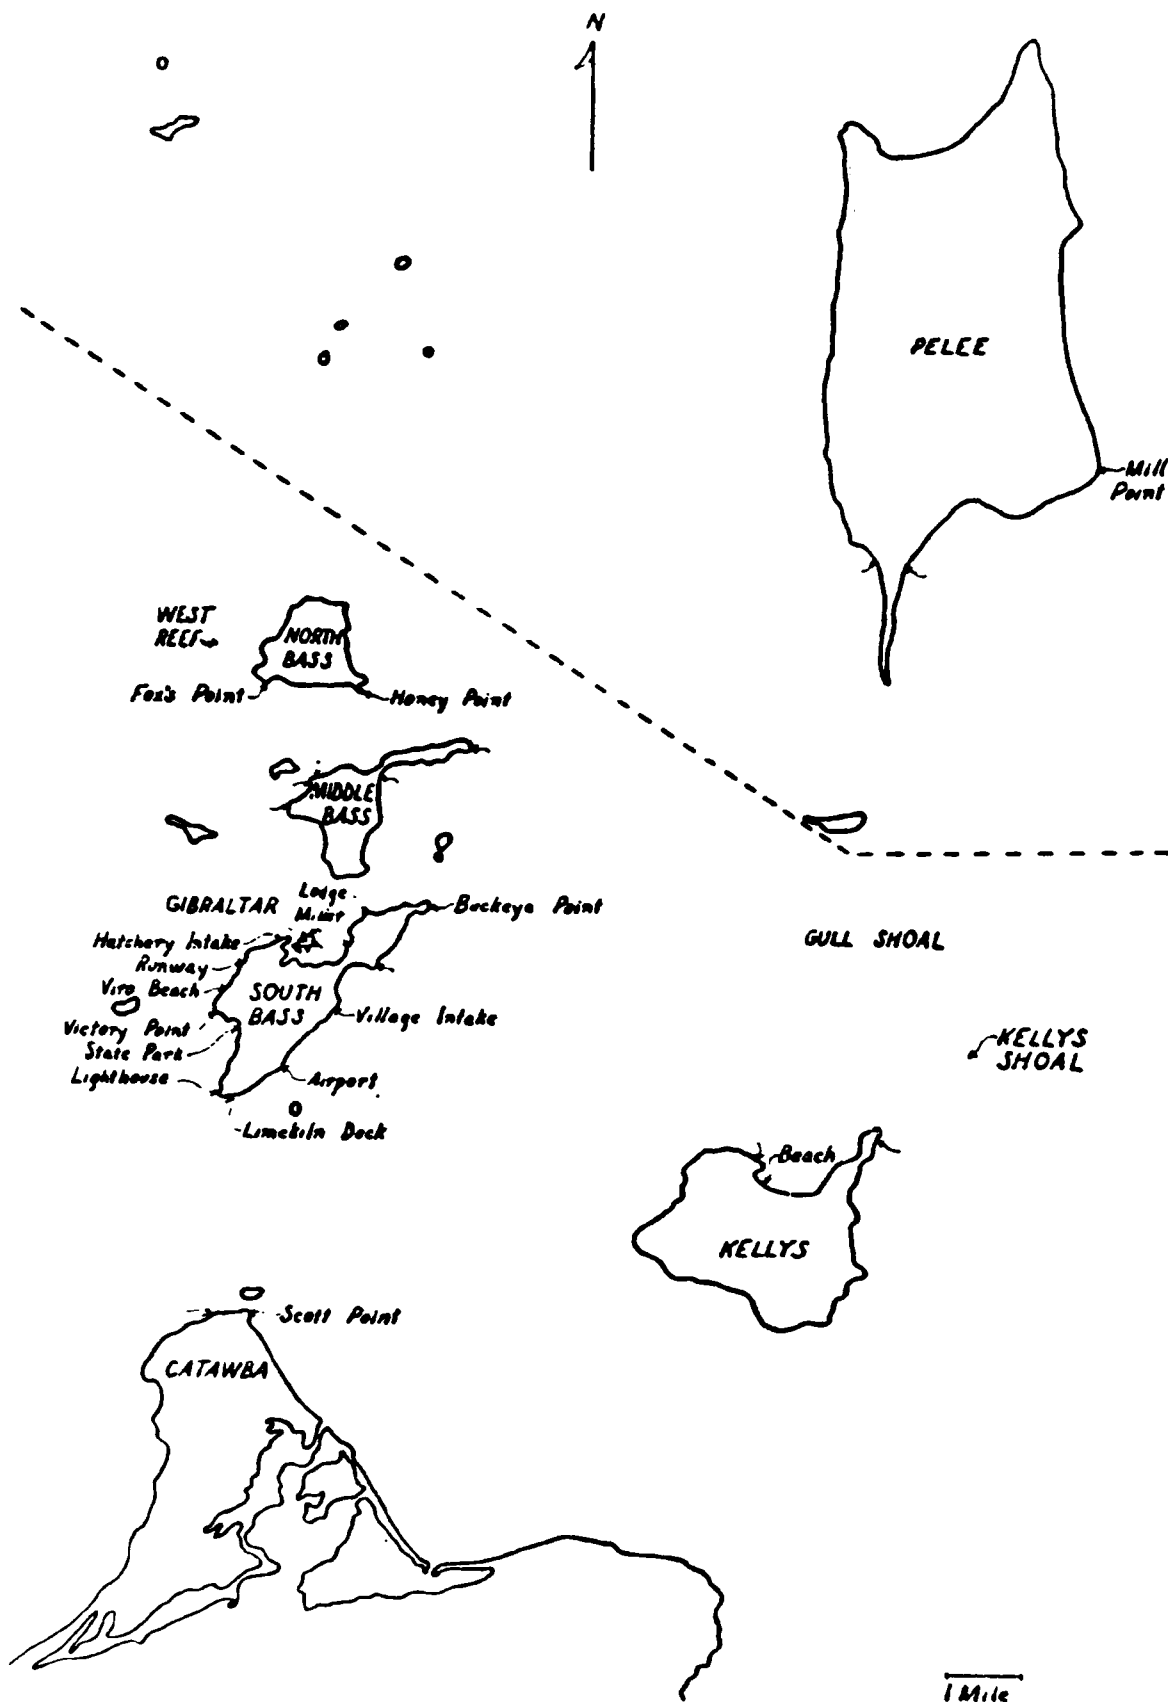 N
PELEE
Mill
Point
WEST
REEF
NORTH
BASS
Fox's Point
Honey Point
MIDDLE
BASS
GIBRALTAR
Lodge
Buckeye Point
Hatchery Intake
Runway
Viro Beach
SOUTH
BASS
Victory Point
State Park
Lighthouse
Village Intake
Airport
Limekiln Dock
GULL SHOAL
KELLYS
SHOAL
Beach
KELLYS
Scott Point
CATAWBA
1 Mile